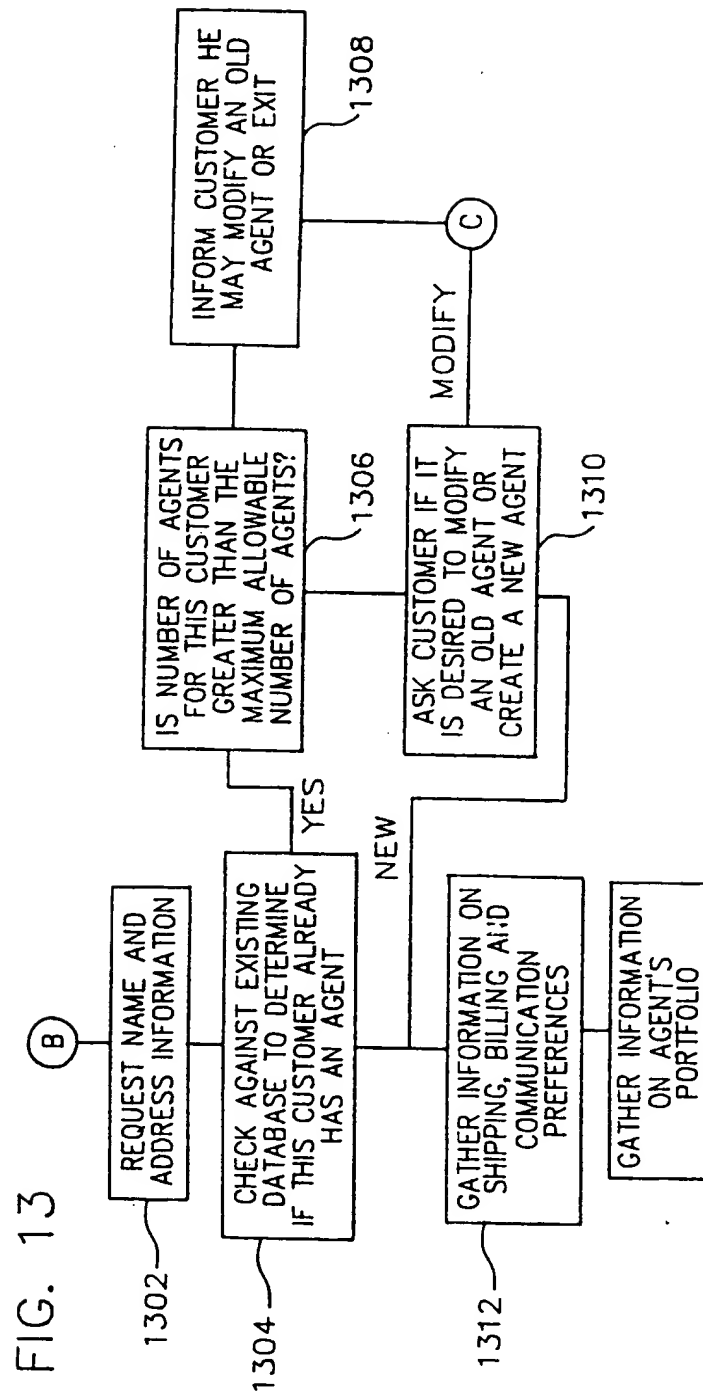 FIG. 13
B
REQUEST NAME AND
ADDRESS INFORMATION
1302
CHECK AGAINST EXISTING
DATABASE TO DETERMINE
IF THIS CUSTOMER ALREADY
HAS AN AGENT
1304
YES
IS NUMBER OF AGENTS
FOR THIS CUSTOMER
GREATER THAN THE
MAXIMUM ALLOWABLE
NUMBER OF AGENTS?
1306
INFORM CUSTOMER HE
MAY MODIFY AN OLD
AGENT OR EXIT
1308
NEW
ASK CUSTOMER IF IT
IS DESIRED TO MODIFY
AN OLD AGENT OR
CREATE A NEW AGENT
1310
MODIFY
C
GATHER INFORMATION ON
SHIPPING, BILLING AND
COMMUNICATION
PREFERENCES
1312
GATHER INFORMATION
ON AGENT'S
PORTFOLIO